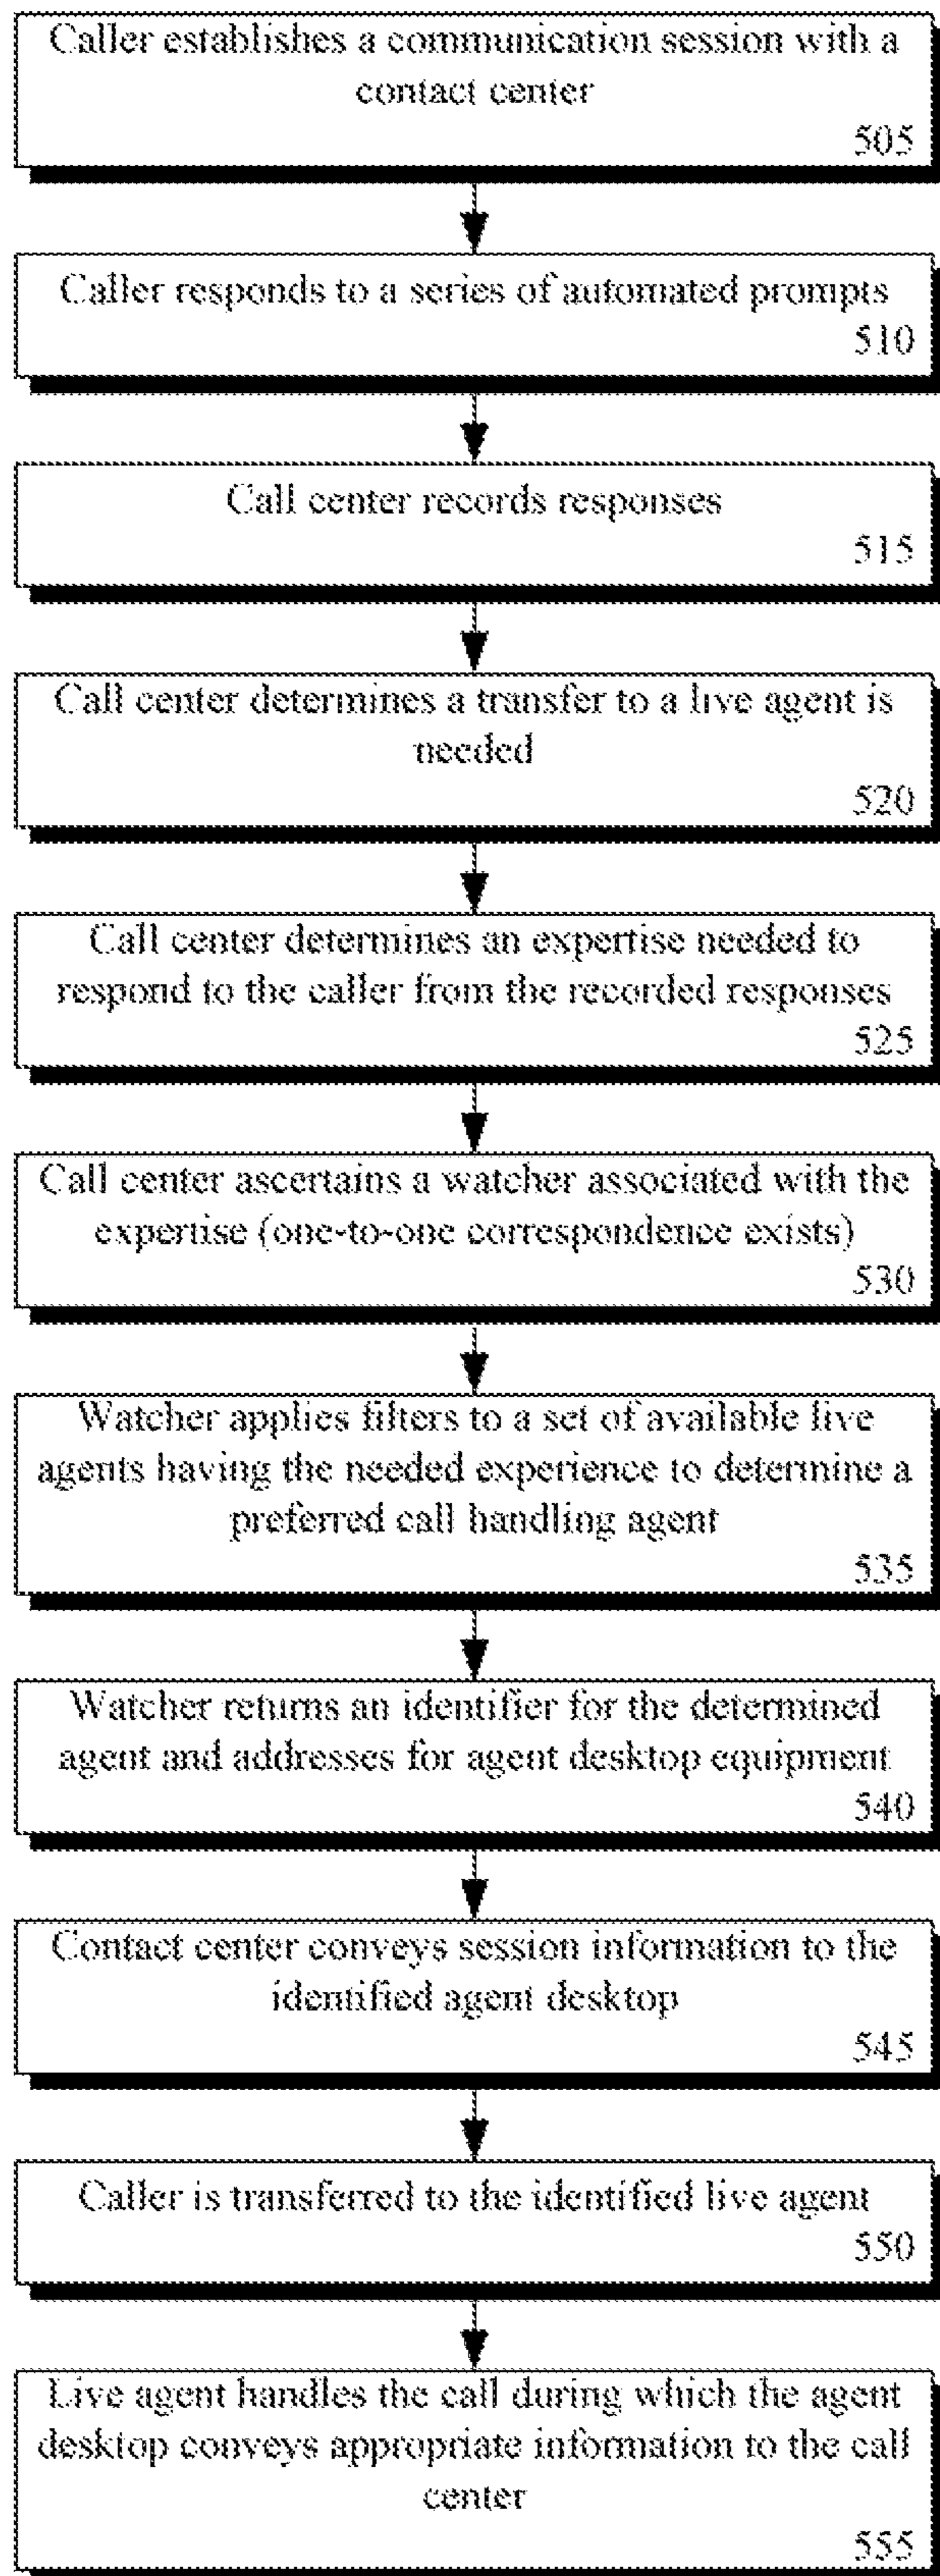 Caller establishes a communication session with a
contact center
505
Caller responds to a series of automated prompts
510
Call center records responses
515
Call center determines a transfer to a live agent is
needed
520
Call center determines an expertise needed to
respond to the caller from the recorded responses
525
Call center ascertains a watcher associated with the
expertise (one-to-one correspondence exists)
530
Watcher applies filters to a set of available live
agents having the needed experience to determine a
preferred call handling agent
535
Watcher returns an identifier for the determined
agent and addresses for agent desktop equipment
540
Contact center conveys session information to the
identified agent desktop
545
Caller is transferred to the identified live agent
550
Live agent handles the call during which the agent
desktop conveys appropriate information to the call
center
555